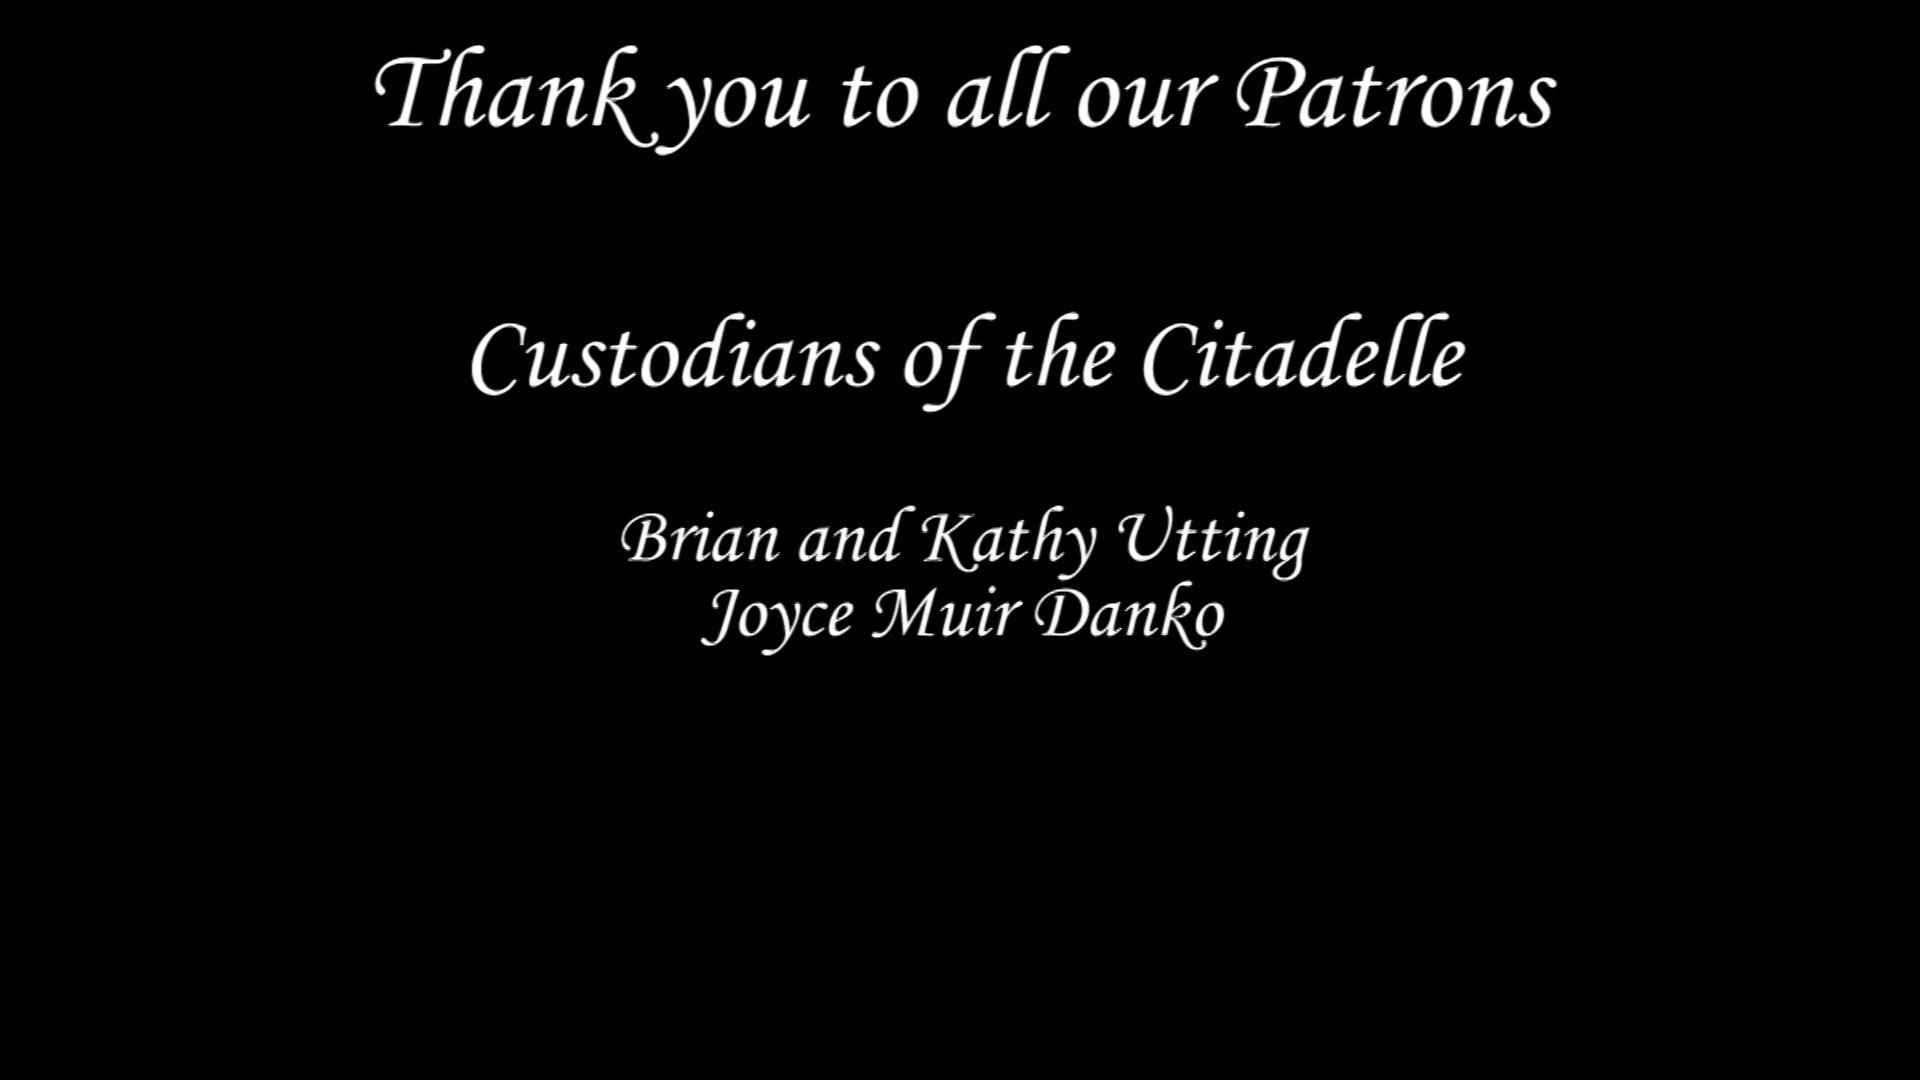 Thank you to all our Patrons
Custodians of the Citadelle
Brian and Kathy Utting
Joyce Muir Danko